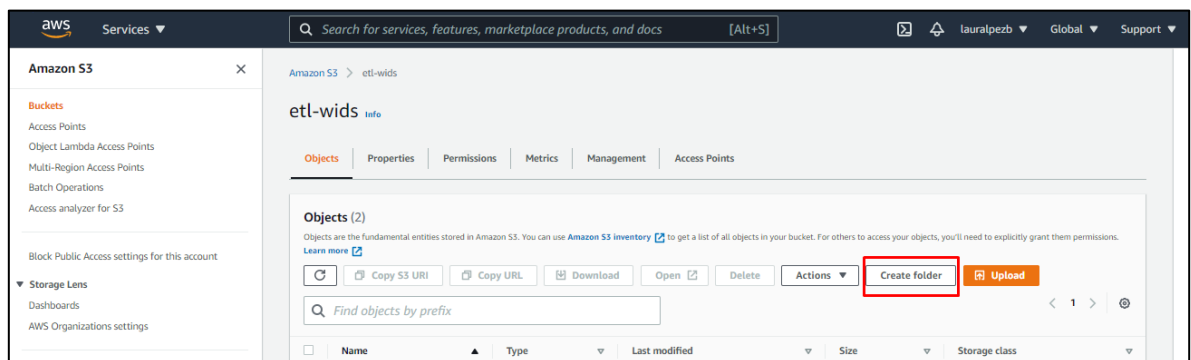 aws
Services ▼
Search for services, features, marketplace products, and docs [Alt+S]
lauralpezb ▼
Global ▼
Support ▼
Amazon S3
Buckets
Access Points
Object Lambda Access Points
Multi-Region Access Points
Batch Operations
Access analyzer for S3
Block Public Access settings for this account
▼ Storage Lens
Dashboards
AWS Organizations settings
Amazon S3 > etl-wids
etl-wids Info
Objects Properties Permissions Metrics Management Access Points
Objects (2)
Objects are the fundamental entities stored in Amazon S3. You can use Amazon S3 inventory to get a list of all objects in your bucket. For others to access your objects, you'll need to explicitly grant them permissions.
Learn more
Copy S3 URI Copy URL Download Open Delete Actions ▼ Create folder Upload
Find objects by prefix
< 1 >
Name ▲ Type Last modified Size Storage class